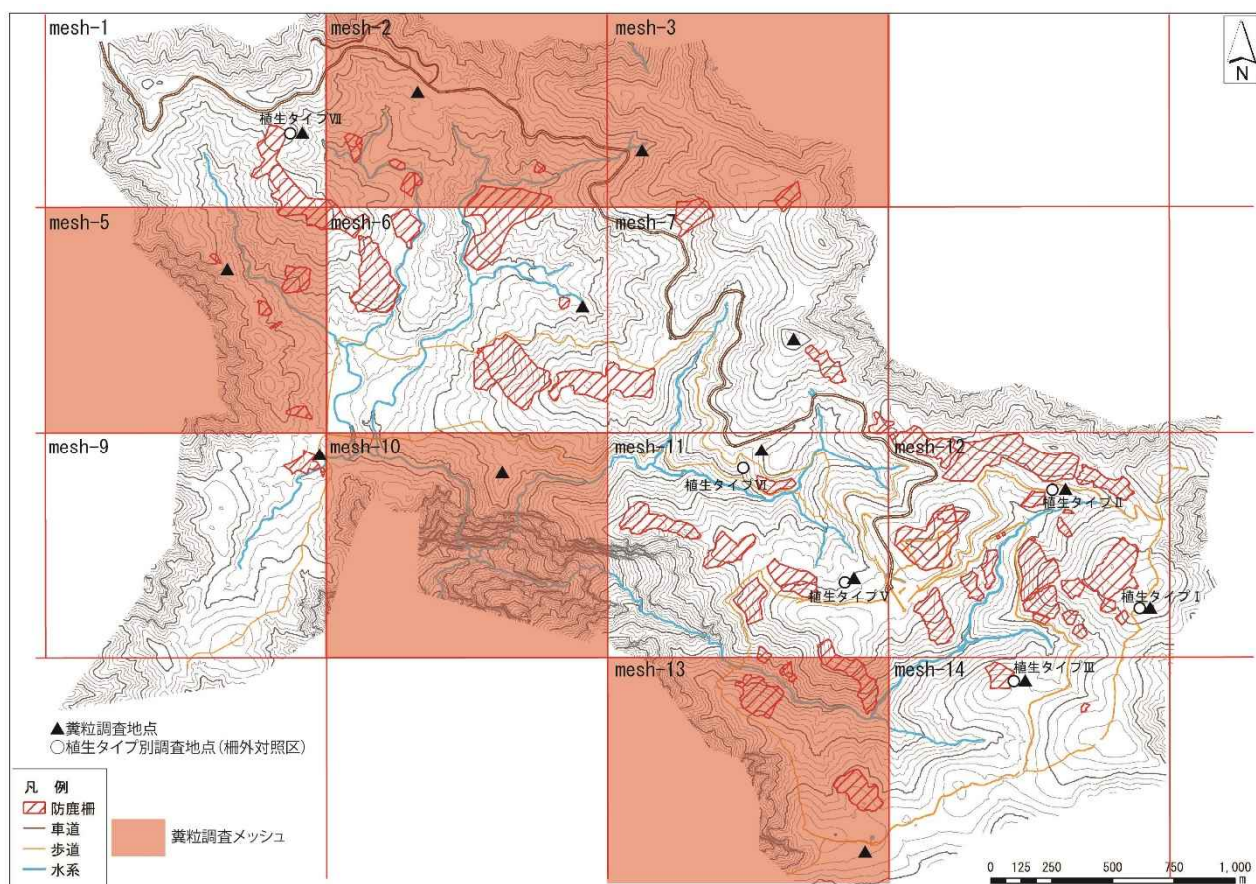 mesh-1
mesh-2
mesh-3
N
植生タイプⅦ
mesh-5
mesh-6
mesh-7
mesh-9
mesh-10
mesh-11
mesh-12
植生タイプⅥ
植生タイプⅡ
植生タイプⅤ
植生タイプⅠ
mesh-13
mesh-14
植生タイプⅢ
▲糞粒調査地点
○植生タイプ別調査地点(柵外対照区)
凡 例
防鹿柵
車道
歩道
水系
糞粒調査メッシュ
0 125 250 500 750 1,000
m